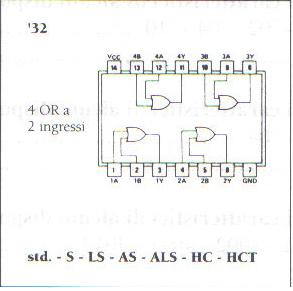 '32
VCC 4B 4A 4Y 3B 3A 3Y
14 13 12 11 10 9 8
4 OR a
2 ingressi
1 2 3 4 5 6 7
1A 1B 1Y 2A 2B 2Y GND
std. - S - LS - AS - ALS - HC - HCT